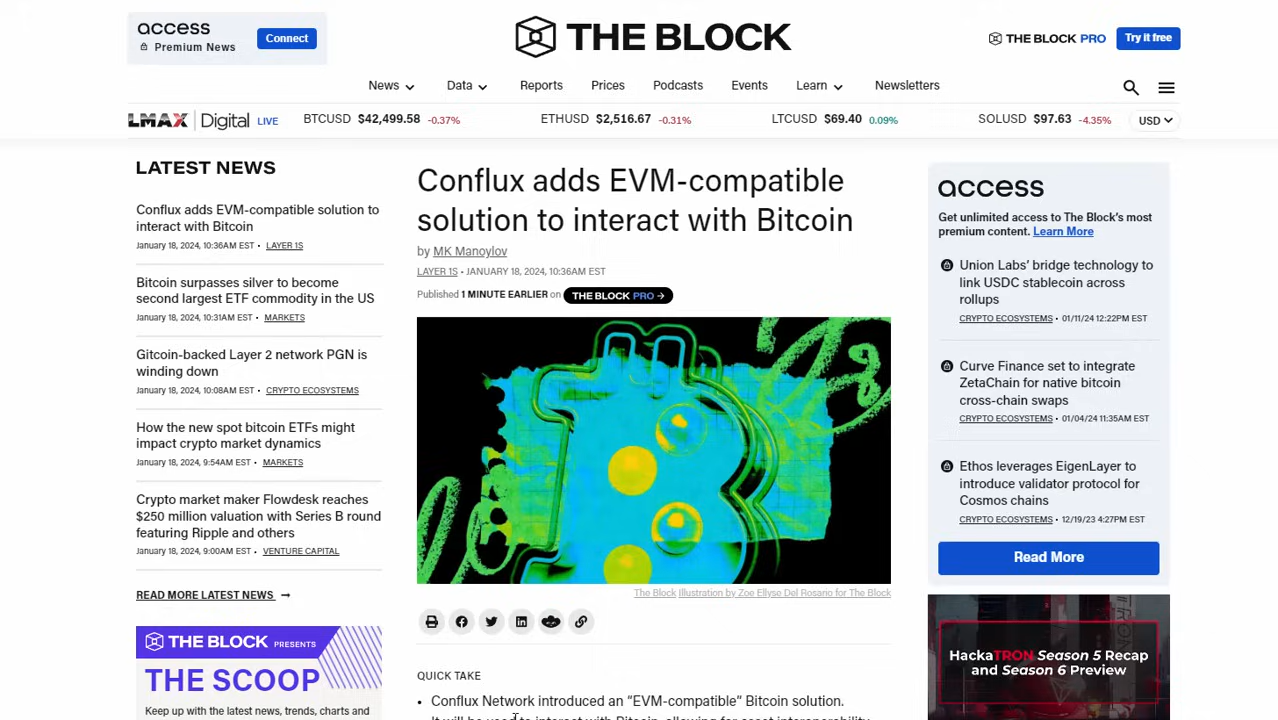 access
Premium News
Connect
THE BLOCK
THE BLOCK PRO
Try it free
News
Data
Reports
Prices
Podcasts
Events
Learn
Newsletters
LMAX Digital LIVE
BTCUSD $42,499.58 -0.37%
ETHUSD $2,516.67 -0.31%
LTCUSD $69.40 0.09%
SOLUSD $97.63 -4.35%
USD
LATEST NEWS
Conflux adds EVM-compatible solution to
interact with Bitcoin
January 18, 2024, 10:36AM EST • LAYER 1S
Bitcoin surpasses silver to become
second largest ETF commodity in the US
January 18, 2024, 10:31AM EST • MARKETS
Gitcoin-backed Layer 2 network PGN is
winding down
January 18, 2024, 10:08AM EST • CRYPTO ECOSYSTEMS
How the new spot bitcoin ETFs might
impact crypto market dynamics
January 18, 2024, 9:54AM EST • MARKETS
Crypto market maker Flowdesk reaches
$250 million valuation with Series B round
featuring Ripple and others
January 18, 2024, 9:00AM EST • VENTURE CAPITAL
READ MORE LATEST NEWS →
THE BLOCK PRESENTS
THE SCOOP
Keep up with the latest news, trends, charts and
Conflux adds EVM-compatible
solution to interact with Bitcoin
by MK Manoylov
LAYER 1S • JANUARY 18, 2024, 10:36AM EST
Published 1 MINUTE EARLIER on THE BLOCK PRO →
The Block Illustration by Zoe Ellyse Del Rosario for The Block
QUICK TAKE
• Conflux Network introduced an “EVM-compatible” Bitcoin solution.
It will be used to interact with Bitcoin, allowing for asset interoperability
access
Get unlimited access to The Block's most
premium content. Learn More
Union Labs' bridge technology to
link USDC stablecoin across
rollups
CRYPTO ECOSYSTEMS • 01/11/24 12:22PM EST
Curve Finance set to integrate
ZetaChain for native bitcoin
cross-chain swaps
CRYPTO ECOSYSTEMS • 01/04/24 11:35AM EST
Ethos leverages EigenLayer to
introduce validator protocol for
Cosmos chains
CRYPTO ECOSYSTEMS • 12/19/23 4:27PM EST
Read More
HackaTRON Season 5 Recap
and Season 6 Preview